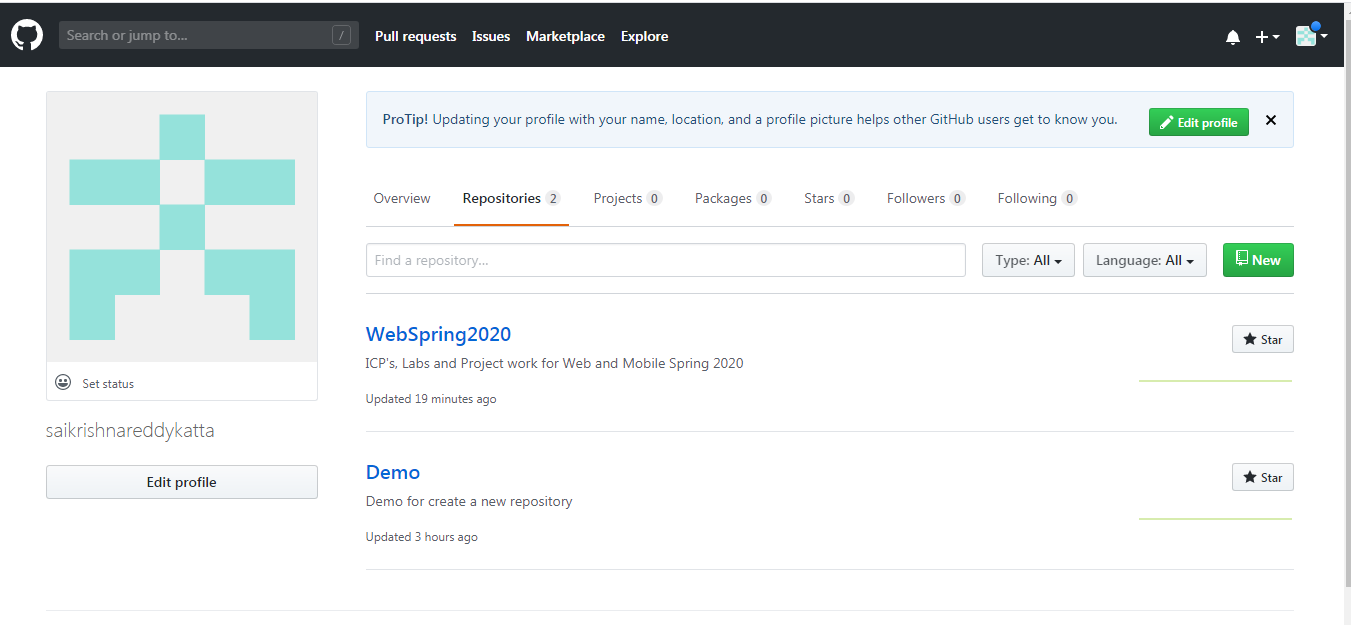 Search or jump to... / Pull requests Issues Marketplace Explore
ProTip! Updating your profile with your name, location, and a profile picture helps other GitHub users get to know you. Edit profile
Overview Repositories 2 Projects 0 Packages 0 Stars 0 Followers 0 Following 0
Find a repository... Type: All Language: All New
WebSpring2020 Star
ICP's, Labs and Project work for Web and Mobile Spring 2020
Updated 19 minutes ago
Set status
saikrishnareddykatta
Edit profile
Demo Star
Demo for create a new repository
Updated 3 hours ago